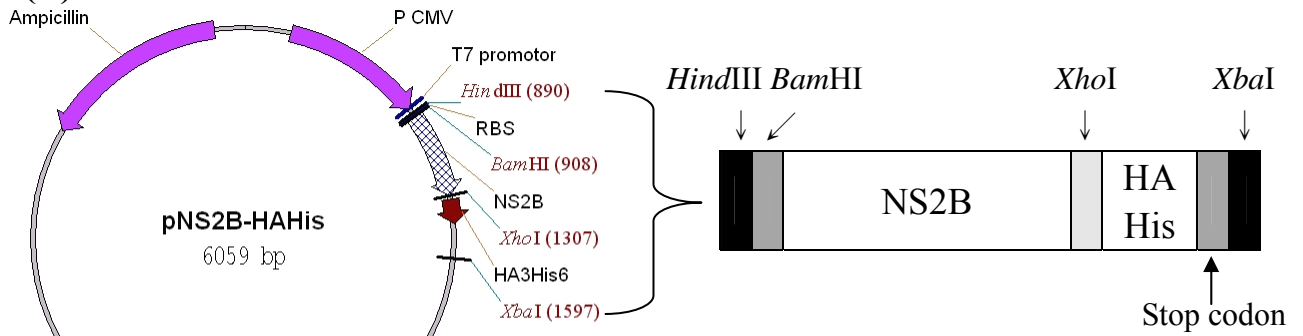 Ampicillin
P CMV
T7 promotor
HindIII (890)
RBS
BamHI (908)
NS2B
XhoI (1307)
HA3His6
XbaI (1597)
pNS2B-HAHis
6059 bp
HindIII BamHI
XhoI
XbaI
NS2B
HA
His
Stop codon